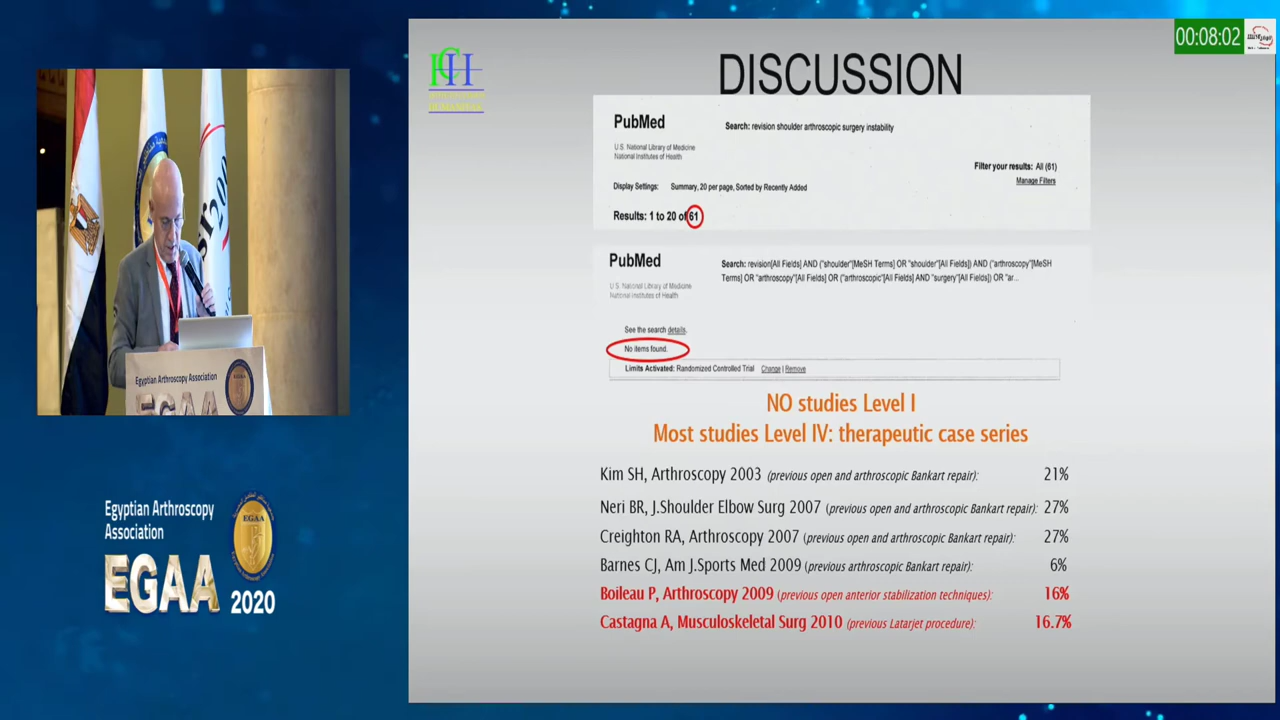 00:08:02
DISCUSSION
PubMed
U.S. National Library of Medicine
National Institutes of Health
Search: revision shoulder arthroscopic surgery instability
Filter your results: All (61)
Manage Filters
Display Settings: Summary, 20 per page, Sorted by Recently Added
Results: 1 to 20 of 61
PubMed
U.S. National Library of Medicine
National Institutes of Health
Search: revision[All Fields] AND ("shoulder"[MeSH Terms] OR "shoulder"[All Fields]) AND ("arthroscopy"[MeSH
Terms] OR "arthroscopy"[All Fields] OR ("arthroscopic"[All Fields] AND "surgery"[All Fields]) OR "ar...
See the search details.
No items found.
Limits Activated: Randomized Controlled Trial Change | Remove
NO studies Level I
Most studies Level IV: therapeutic case series
Kim SH, Arthroscopy 2003 (previous open and arthroscopic Bankart repair): 21%
Neri BR, J.Shoulder Elbow Surg 2007 (previous open and arthroscopic Bankart repair): 27%
Creighton RA, Arthroscopy 2007 (previous open and arthroscopic Bankart repair): 27%
Barnes CJ, Am J.Sports Med 2009 (previous arthroscopic Bankart repair): 6%
Boileau P, Arthroscopy 2009 (previous open anterior stabilization techniques): 16%
Castagna A, Musculoskeletal Surg 2010 (previous Latarjet procedure): 16.7%
Egyptian Arthroscopy Association
EGAA
Egyptian Arthroscopy
Association
EGAA
2020
EGAA